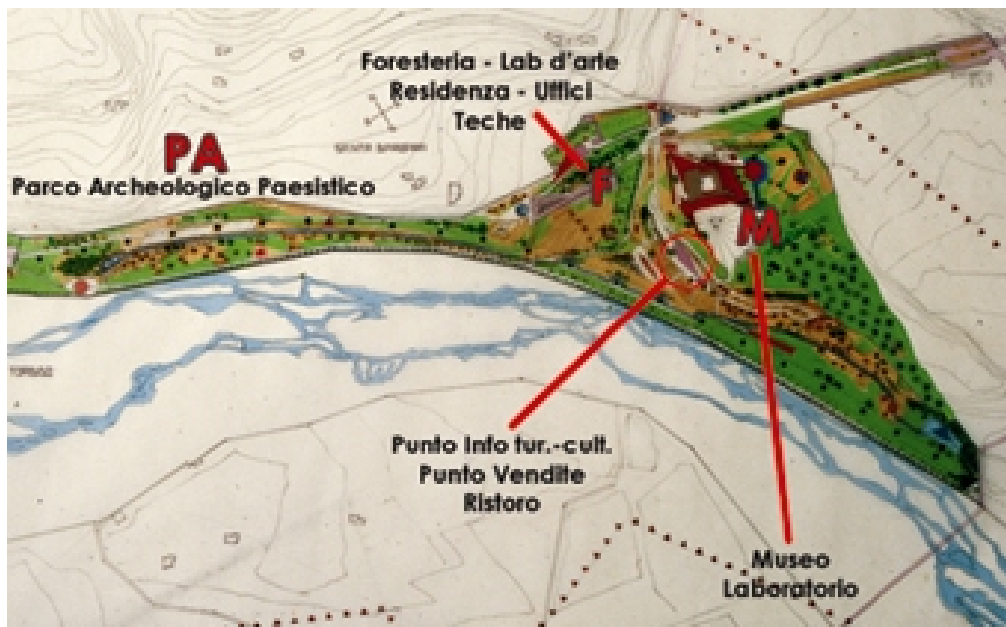 Foresteria - Lab d'arte
Residenza - Uffici
Teche
PA
Parco Archeologico Paesistico
F
M
Punto Info tur.-cult.
Punto Vendite
Ristoro
Museo
Laboratorio